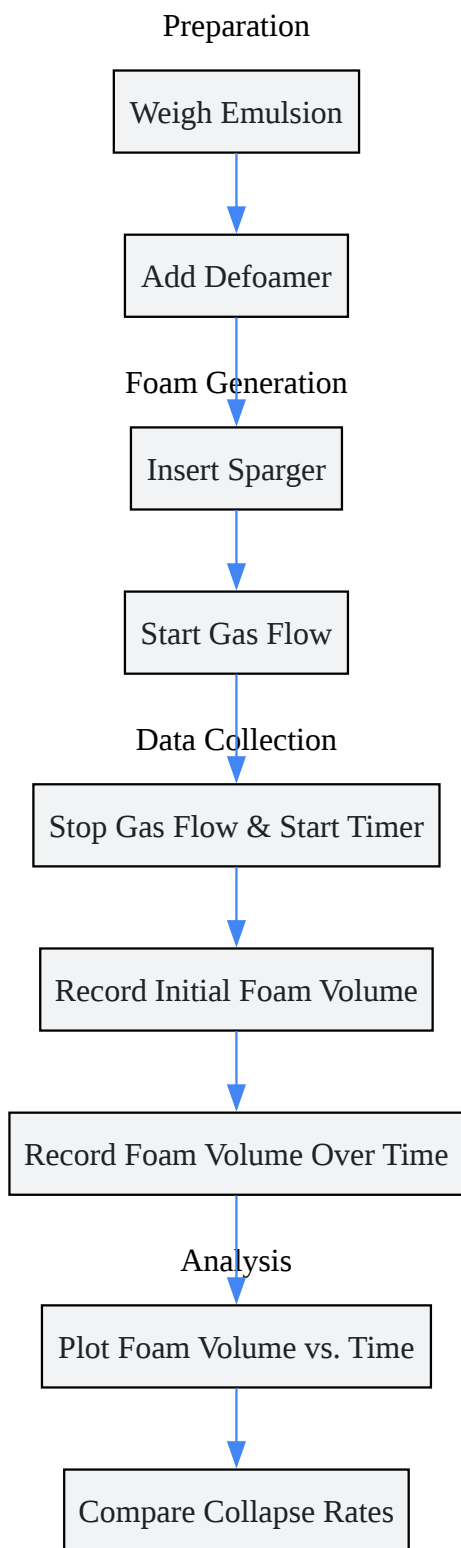 Preparation
Weigh Emulsion
Add Defoamer
Foam Generation
Insert Sparger
Start Gas Flow
Data Collection
Stop Gas Flow & Start Timer
Record Initial Foam Volume
Record Foam Volume Over Time
Analysis
Plot Foam Volume vs. Time
Compare Collapse Rates